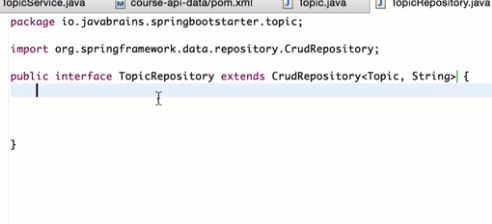 TopicService.java course-api-data/pom.xml Topic.java TopicRepository.java
package io.javabrains.springbootstarter.topic;
import org.springframework.data.repository.CrudRepository;
public interface TopicRepository extends CrudRepository<Topic, String> {
}